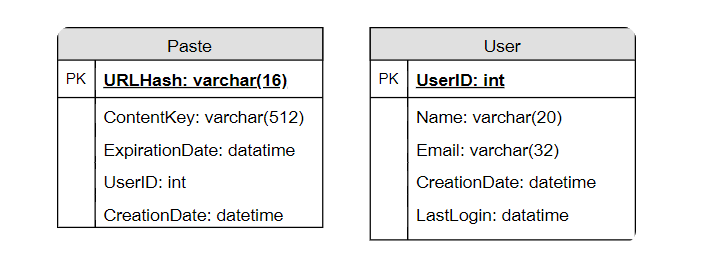 Paste
PK URLHash: varchar(16)
ContentKey: varchar(512)
ExpirationDate: datatime
UserID: int
CreationDate: datetime
User
PK UserID: int
Name: varchar(20)
Email: varchar(32)
CreationDate: datetime
LastLogin: datatime